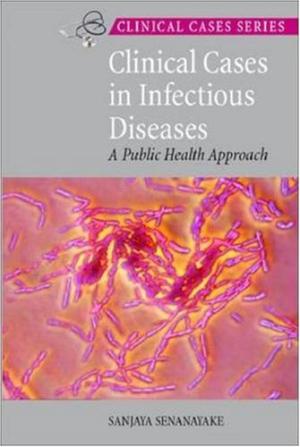 CLINICAL CASES SERIES
Clinical Cases
in Infectious
Diseases
A Public Health Approach
SANJAYA SENANAYAKE